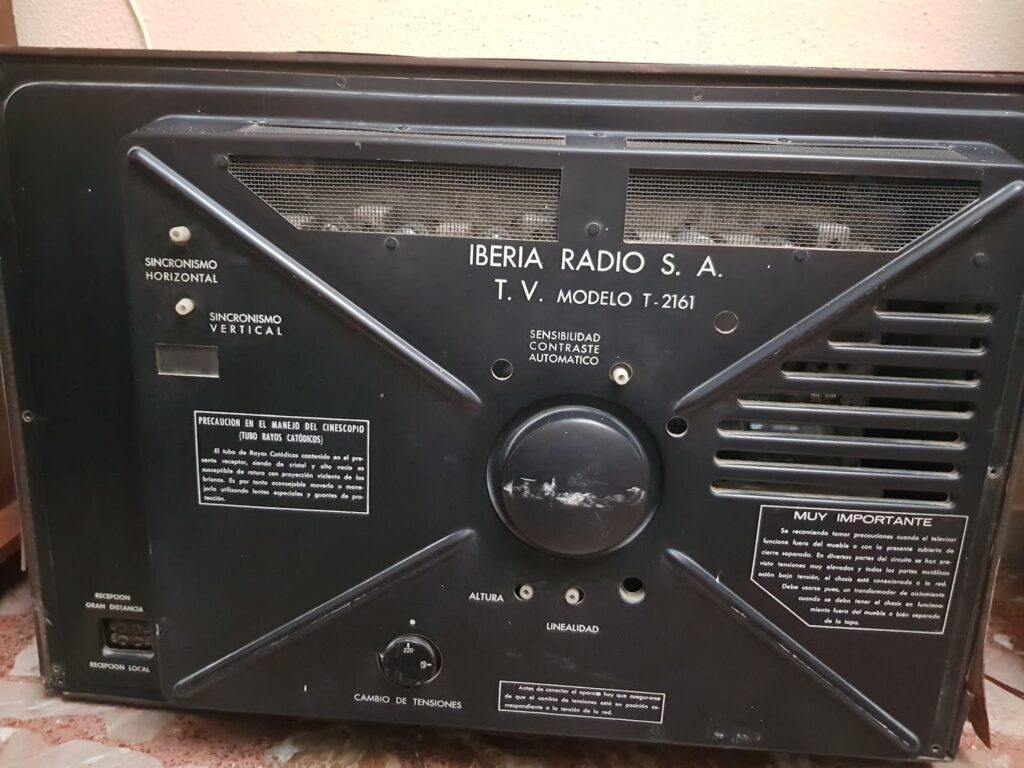 IBERIA RADIO S. A.
T. V. MODELO T-2161
SINCRONISMO
HORIZONTAL
SINCRONISMO
VERTICAL
SENSIBILIDAD
CONTRASTE
AUTOMATICO
PRECAUCION EN EL MANEJO DEL CINESCOPIO
(TUBO RAYOS CATÓDICOS)
El tubo de Rayos Catódicos contenido en el pre-
sente receptor, siendo de cristal y alto vacío es
susceptible de rotura con proyección violenta de las
briznas. Es por tanto aconsejable moverlo o mane-
jarlo utilizando lentes especiales y guantes de pro-
tección.
MUY IMPORTANTE
Se recomienda tomar precauciones cuando el televisor
funcione fuera del mueble o con la presente cubierta de
cierre separada. En diversas partes del circuito se han pre-
visto tensiones muy elevadas y todas las partes metálicas
están bajo tensión, el chasis está conexionado a la red.
Debe usarse pues, un transformador de aislamiento
cuando se deba tener el chasis en funciona-
miento fuera del mueble o bién separada
de la tapa.
RECEPCION
GRAN DISTANCIA
RECEPCION LOCAL
ALTURA
LINEALIDAD
220
CAMBIO DE TENSIONES
Antes de conectar el aparato hay que asegurarse
de que el cambio de tensiones está en posición co-
rrespondiente a la tensión de la red.